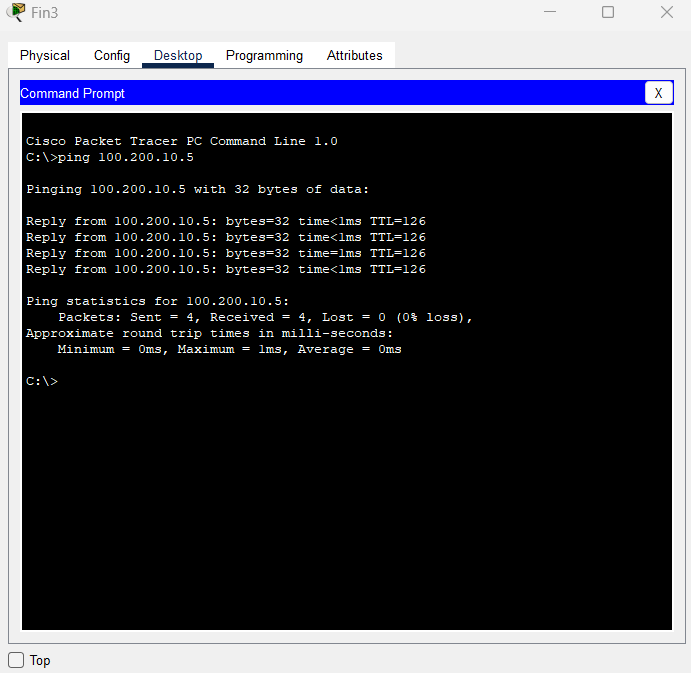 Fin3
Physical Config Desktop Programming Attributes
Command Prompt
X
Cisco Packet Tracer PC Command Line 1.0
C:\>ping 100.200.10.5
Pinging 100.200.10.5 with 32 bytes of data:
Reply from 100.200.10.5: bytes=32 time<1ms TTL=126
Reply from 100.200.10.5: bytes=32 time<1ms TTL=126
Reply from 100.200.10.5: bytes=32 time=1ms TTL=126
Reply from 100.200.10.5: bytes=32 time<1ms TTL=126
Ping statistics for 100.200.10.5:
Packets: Sent = 4, Received = 4, Lost = 0 (0% loss),
Approximate round trip times in milli-seconds:
Minimum = 0ms, Maximum = 1ms, Average = 0ms
C:\>
Top